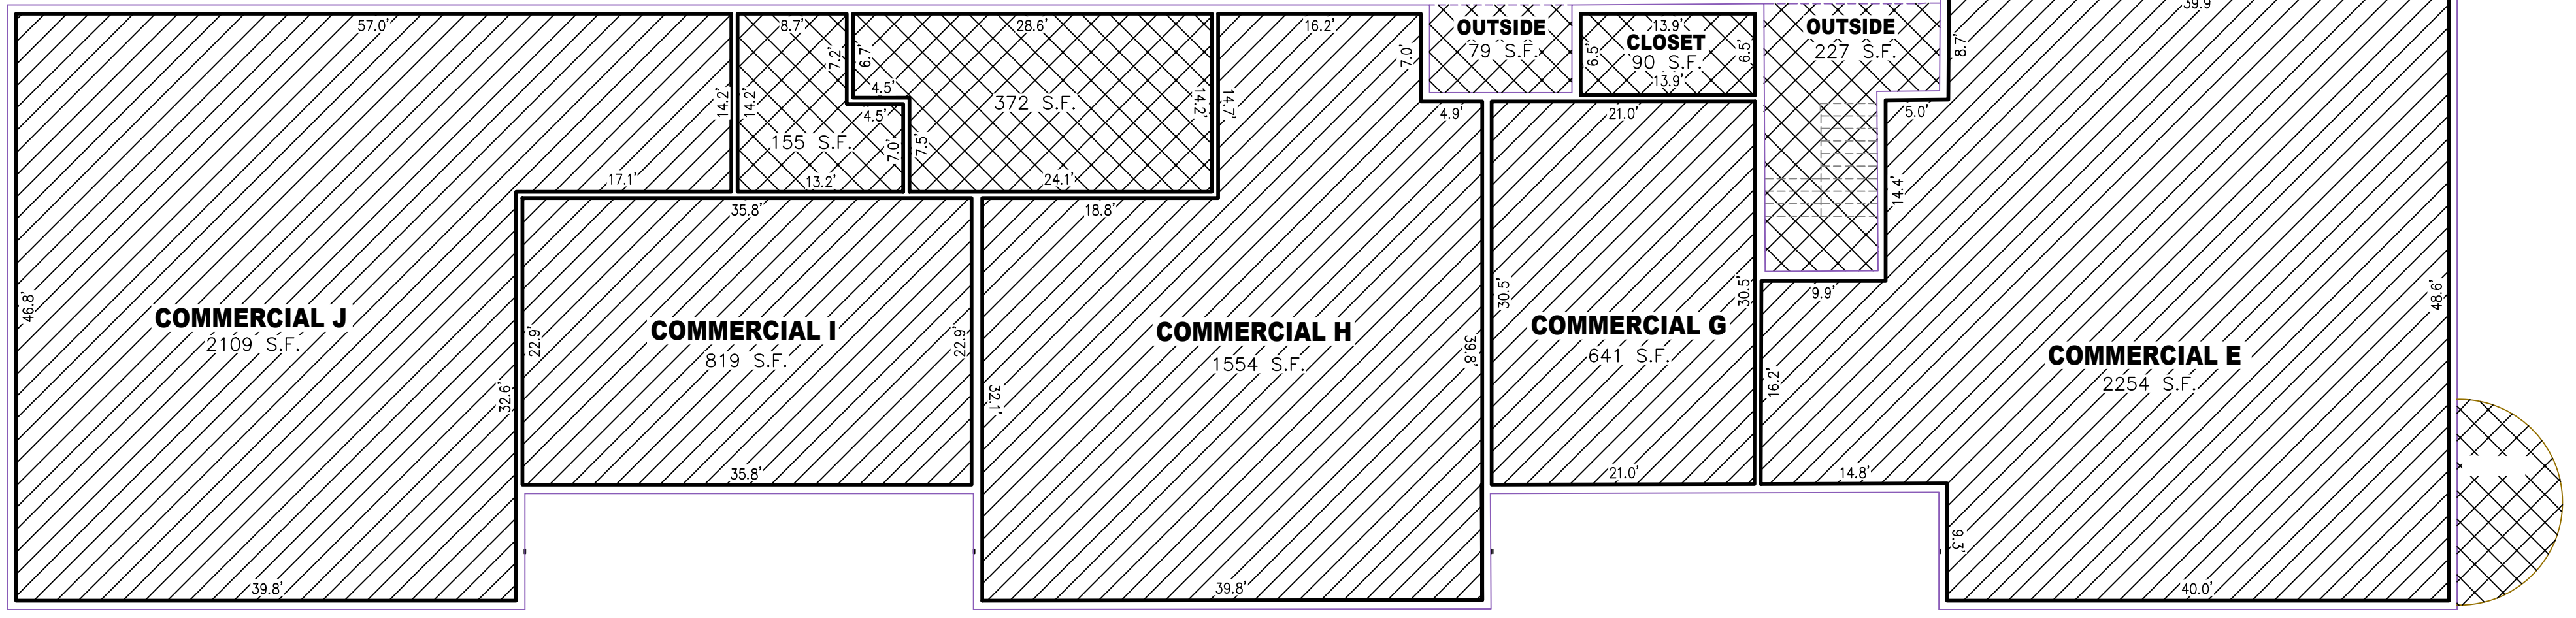 57.0'
8.7'
28.6'
16.2'
OUTSIDE
79 S.F.
13.9'
CLOSET
90 S.F.
13.9'
6.5'
6.5'
OUTSIDE
227 S.F.
39.9
8.7'
7.2'
6.7'
4.5'
4.5'
7.0'
14.2'
14.2'
372 S.F.
14.2'
14.7'
4.9'
21.0'
5.0'
155 S.F.
7.0'
7.5'
17.1'
13.2'
24.1'
14.4'
35.8'
18.8'
9.9'
46.8'
COMMERCIAL J
2109 S.F.
32.6'
22.9'
COMMERCIAL I
819 S.F.
22.9'
32.1'
COMMERCIAL H
1554 S.F.
39.8'
30.5'
COMMERCIAL G
641 S.F.
30.5'
16.2'
COMMERCIAL E
2254 S.F.
48.6'
35.8'
21.0'
14.8'
9.3'
39.8'
39.8'
40.0'